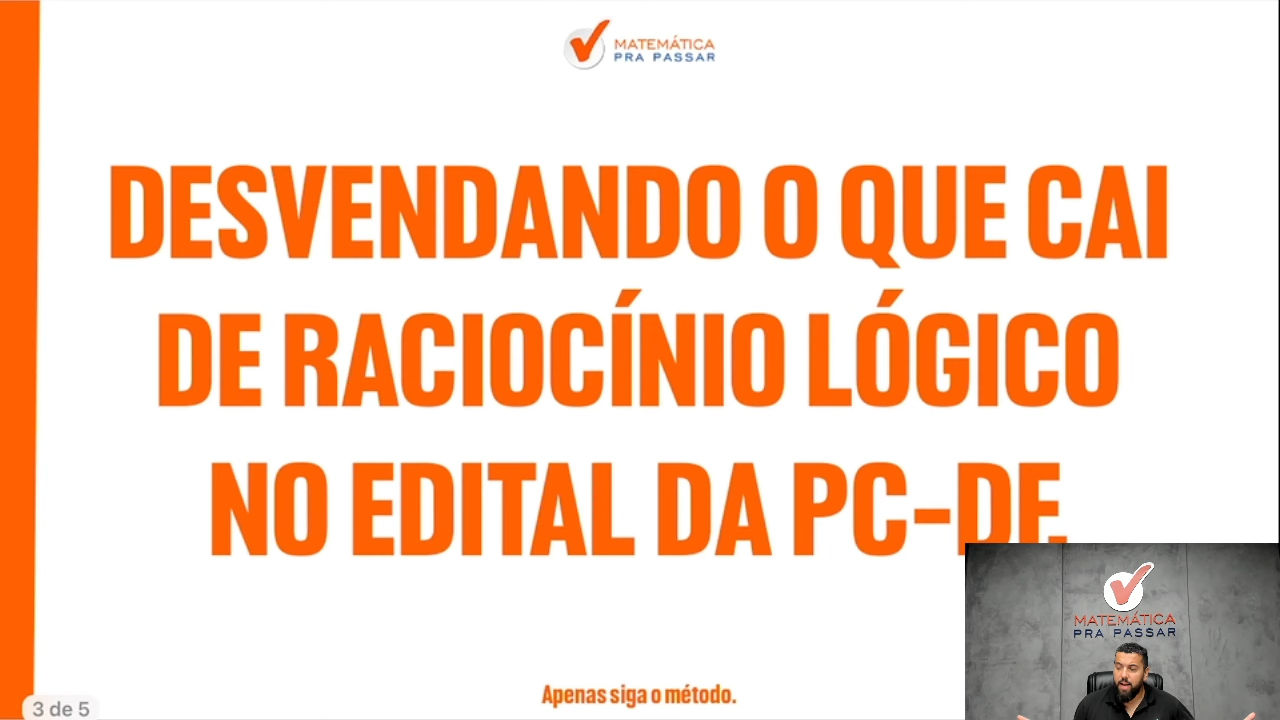 MATEMÁTICA
PRA PASSAR
DESVENDANDO O QUE CAI
DE RACIOCÍNIO LÓGICO
NO EDITAL DA PC-DF.
MATEMÁTICA
PRA PASSAR
Apenas siga o método.
3 de 5